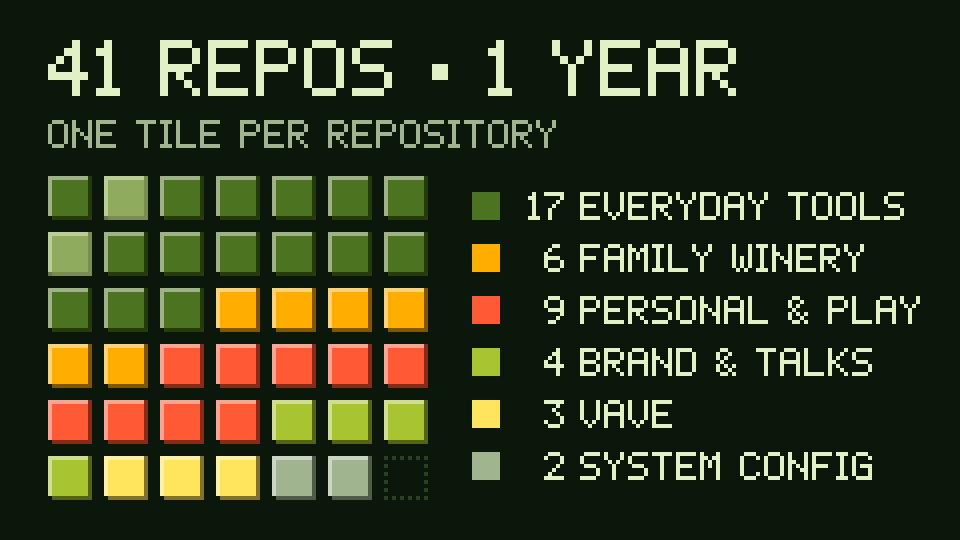 41 REPOS · 1 YEAR
ONE TILE PER REPOSITORY
17 EVERYDAY TOOLS
6 FAMILY WINERY
9 PERSONAL & PLAY
4 BRAND & TALKS
3 VAVE
2 SYSTEM CONFIG